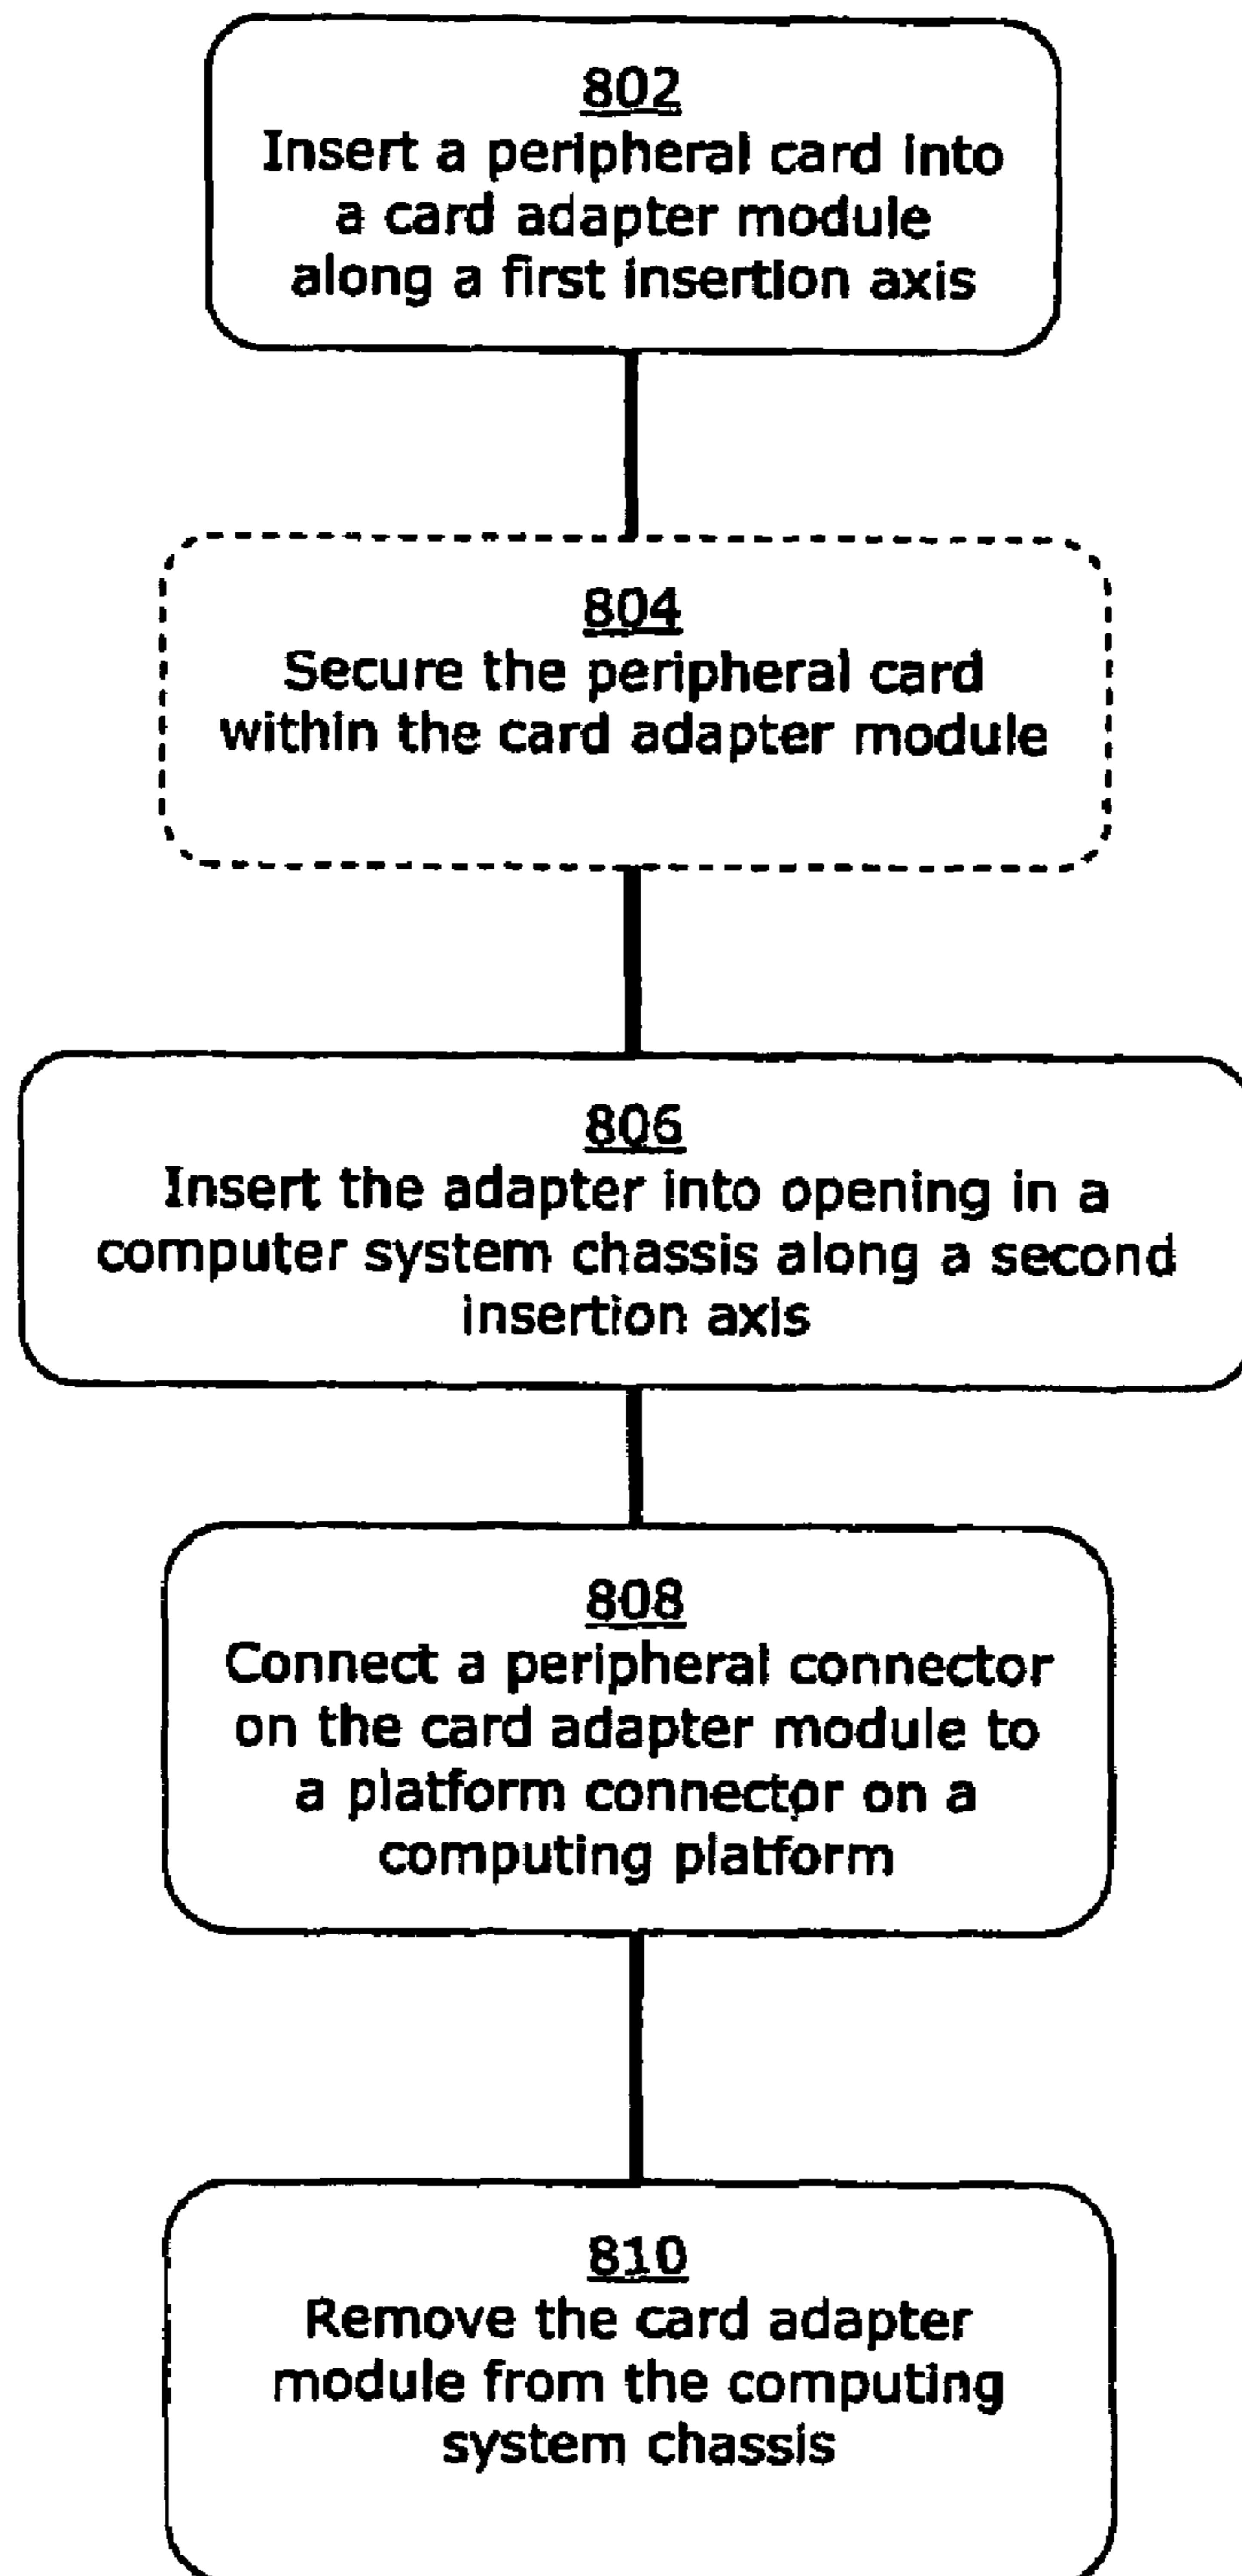 802
Insert a peripheral card into
a card adapter module
along a first insertion axis
804
Secure the peripheral card
within the card adapter module
806
Insert the adapter into opening in a
computer system chassis along a second
insertion axis
808
Connect a peripheral connector
on the card adapter module to
a platform connector on a
computing platform
810
Remove the card adapter
module from the computing
system chassis